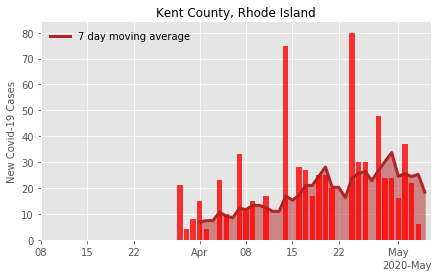 Kent County, Rhode Island
7 day moving average
New Covid-19 Cases
80
70
60
50
40
30
20
10
0
08 15 22 Apr 08 15 22 May
2020-May